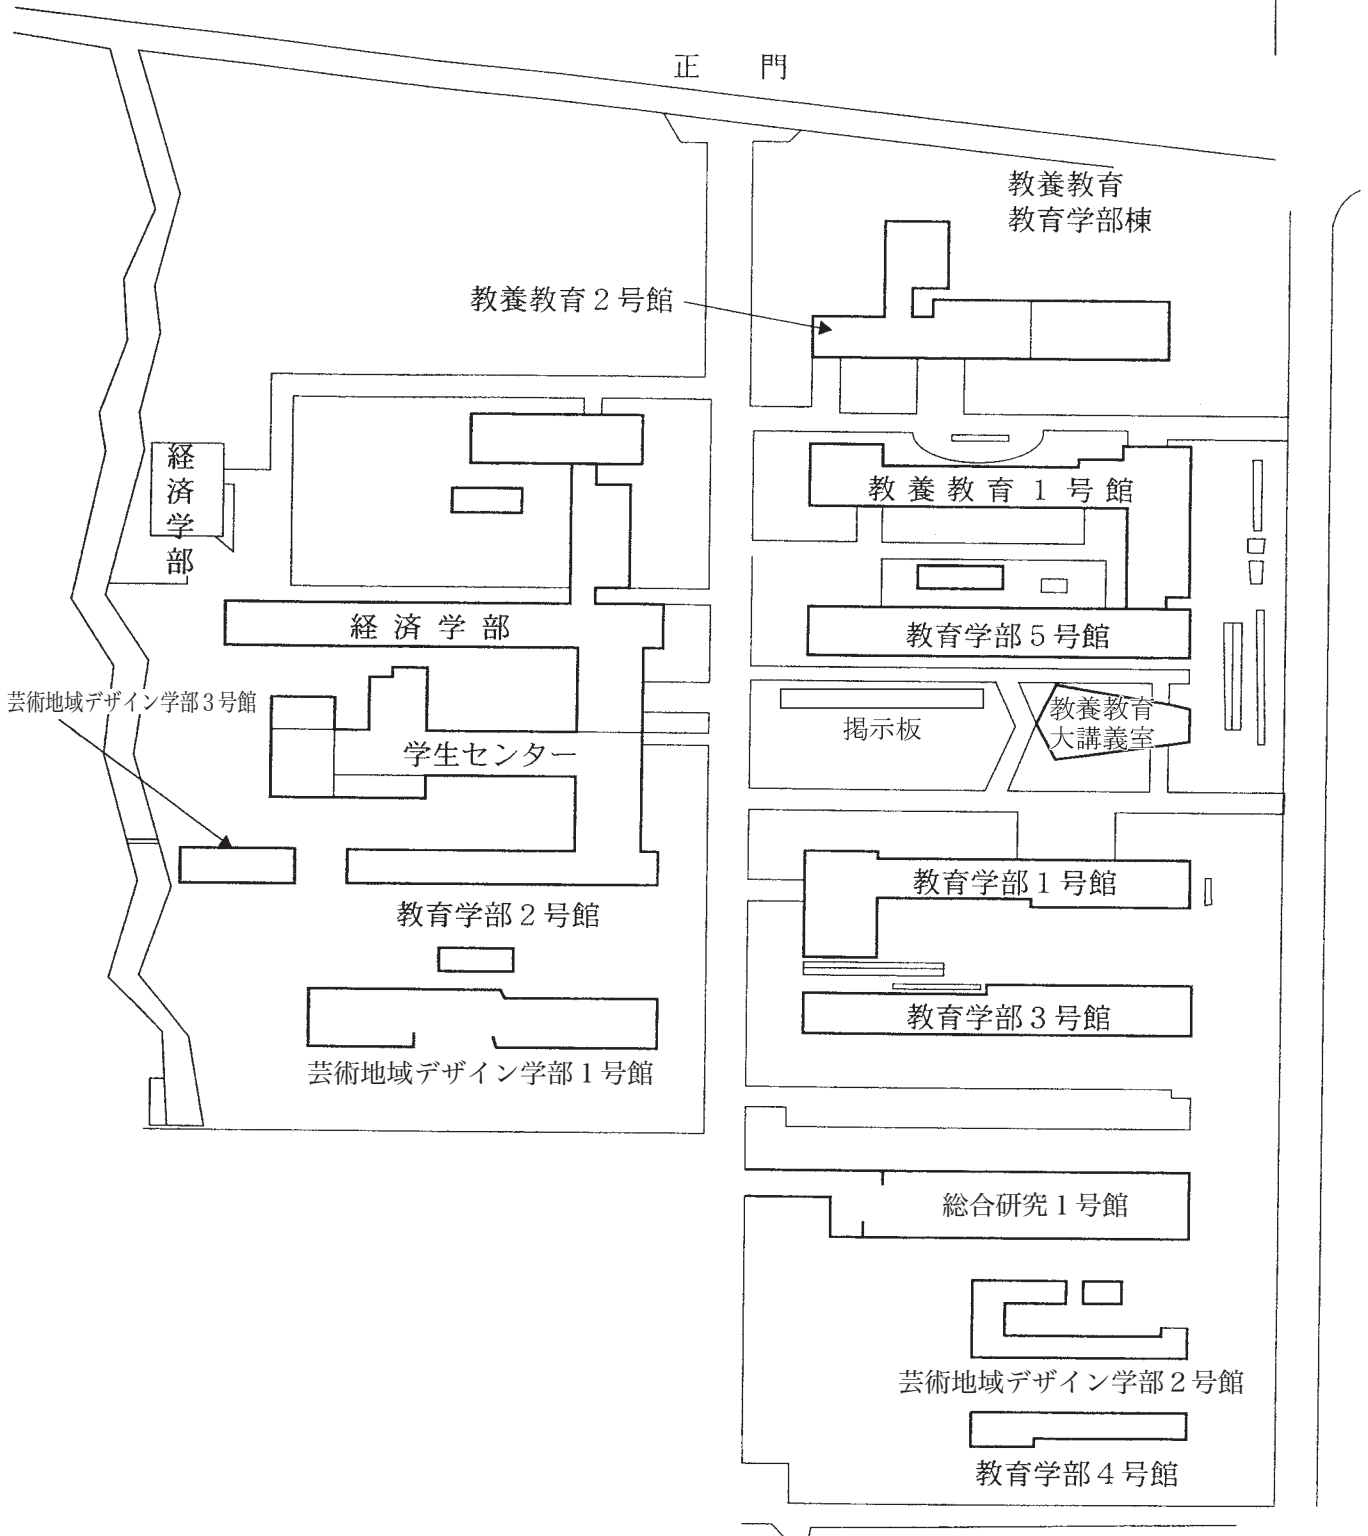 正門
教養教育
教育学部棟
教養教育２号館
経済学部
教養教育１号館
経済学部
教育学部５号館
芸術地域デザイン学部３号館
掲示板
教養教育
大講義室
学生センター
教育学部１号館
教育学部２号館
教育学部３号館
芸術地域デザイン学部１号館
総合研究１号館
芸術地域デザイン学部２号館
教育学部４号館